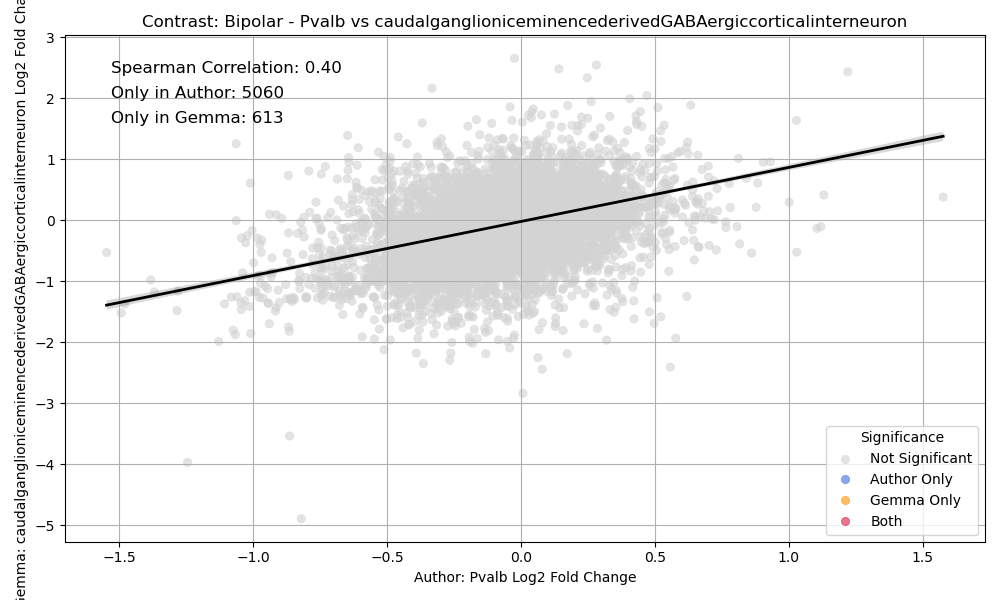 Contrast: Bipolar - Pvalb vs caudalganglioniceminencederivedGABAergiccorticalinterneuron
Spearman Correlation: 0.40
Only in Author: 5060
Only in Gemma: 613
3
2
1
0
−1
−2
−3
−4
−5
caudalganglioniceminencederivedGABAergiccorticalinterneuron Log2 Fold
Significance
Not Significant
Author Only
Gemma Only
Both
−1.5
−1.0
−0.5
0.0
0.5
1.0
1.5
Author: Pvalb Log2 Fold Change